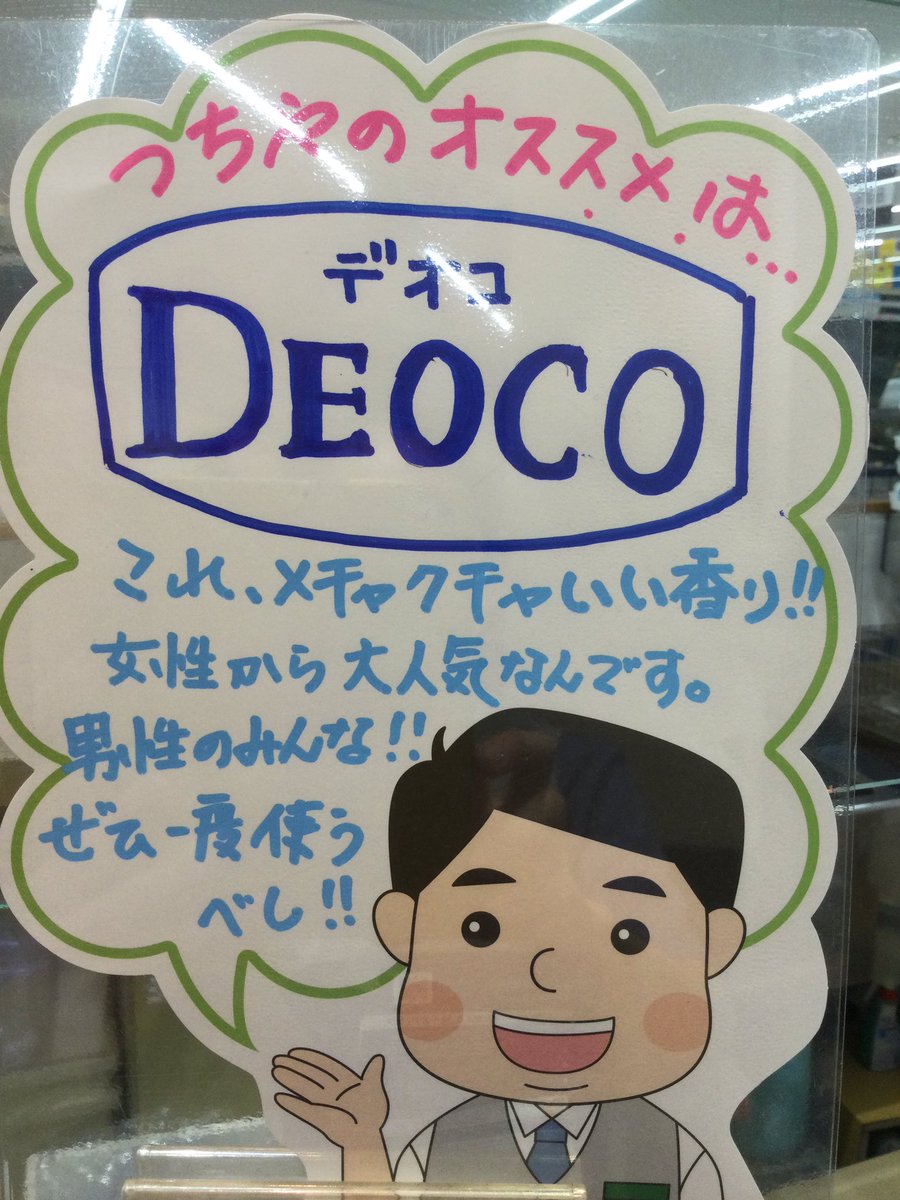 つちやのオススメは...
デオコ
DEOCO
これ、メチャクチャいい香り!!
女性から大人気なんです。
男性のみんな!!
ぜひ一度使う
べし!!